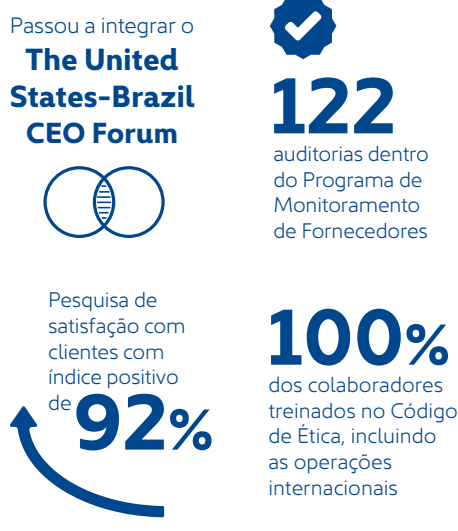 Passou a integrar o
The United
States-Brazil
CEO Forum
122
auditorias dentro
do Programa de
Monitoramento
de Fornecedores
Pesquisa de
satisfação com
clientes com
índice positivo
de 92%
100%
dos colaboradores
treinados no Código
de Ética, incluindo
as operações
internacionais